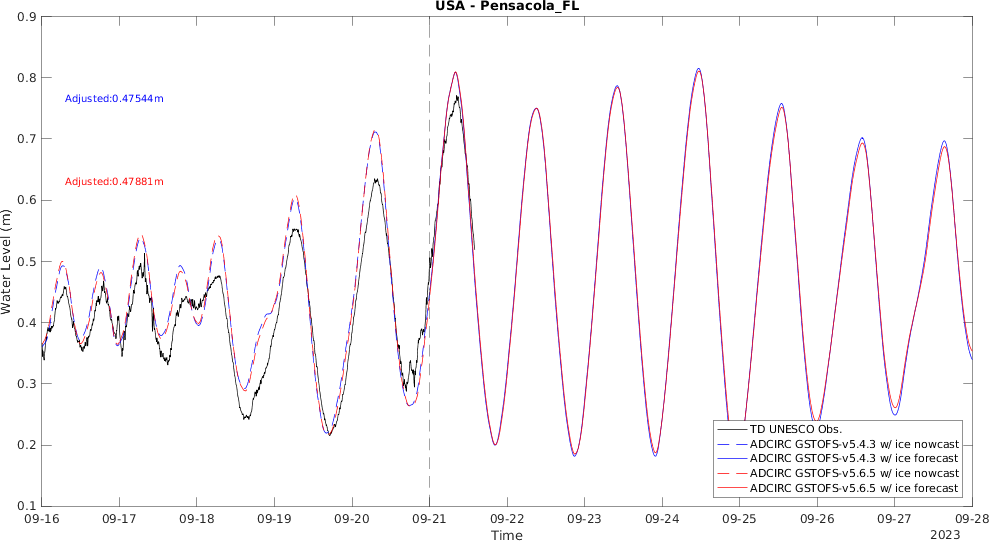 USA - Pensacola_FL
0.9
0.8
0.7
0.6
0.5
0.4
0.3
0.2
0.1
Water Level (m)
Adjusted:0.47544m
Adjusted:0.47881m
TD UNESCO Obs.
ADCIRC GSTOFS-v5.4.3 w/ ice nowcast
ADCIRC GSTOFS-v5.4.3 w/ ice forecast
ADCIRC GSTOFS-v5.6.5 w/ ice nowcast
ADCIRC GSTOFS-v5.6.5 w/ ice forecast
09-16 09-17 09-18 09-19 09-20 09-21 09-22 09-23 09-24 09-25 09-26 09-27 09-28
Time
2023